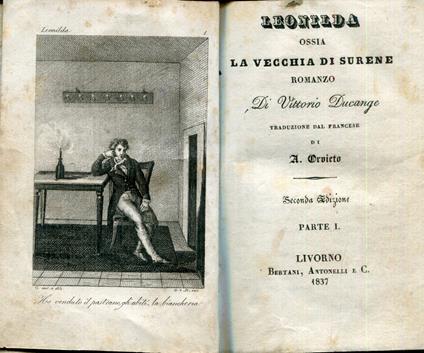 Leonilda.
1
Ho venduto il pastrano, gli abiti, la biancheria
LEONILDA
OSSIA
LA VECCHIA DI SURENE
ROMANZO
Di Vittorio Ducange
TRADUZIONE DAL FRANCESE
DI
A. Orvieto
Seconda Edizione
PARTE I.
LIVORNO
BERTANI, ANTONELLI E C.
1837